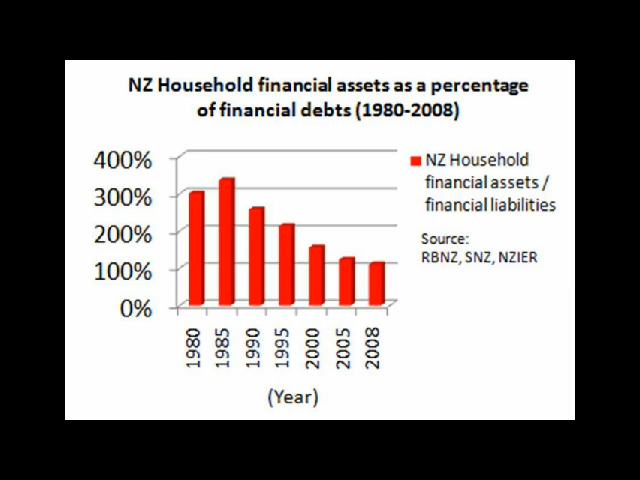 NZ Household financial assets as a percentage
of financial debts (1980-2008)
400%
300%
200%
100%
0%
1980
1985
1990
1995
2000
2005
2008
(Year)
NZ Household
financial assets /
financial liabilities
Source:
RBNZ, SNZ, NZIER